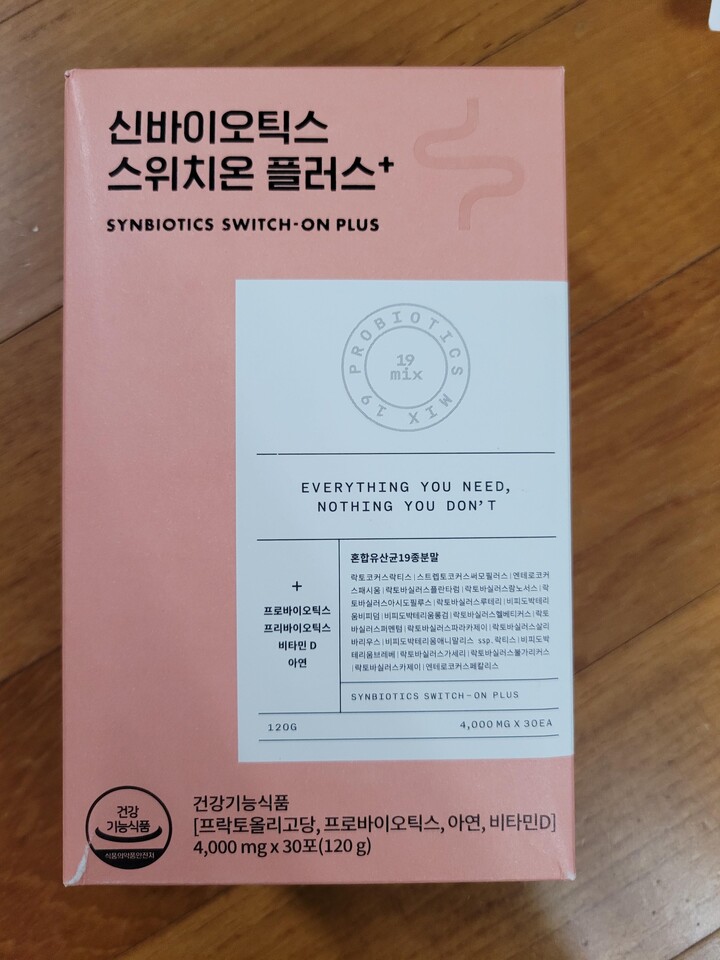 신바이오틱스
스위치온 플러스+
SYNBIOTICS SWITCH-ON PLUS
PROBIOTICS MIX 19
19
mix
EVERYTHING YOU NEED,
NOTHING YOU DON'T
+
프로바이오틱스
프리바이오틱스
비타민 D
아연
혼합유산균19종분말
락토코커스락티스 | 스트렙토코커스써모필러스 | 엔테로코커
스패시움 | 락토바실러스플란타럼 | 락토바실러스람노서스 | 락
토바실러스아시도필루스 | 락토바실러스루테리 | 비피도박테리
움비피덤 | 비피도박테리움롱검 | 락토바실러스헬베티커스 | 락토
바실러스퍼멘텀 | 락토바실러스파라카제이 | 락토바실러스살리
바리우스 | 비피도박테리움애니말리스 ssp.락티스 | 비피도박
테리움브레베 | 락토바실러스가세리 | 락토바실러스불가리커스
| 락토바실러스카제이 | 엔테로코커스페칼리스
SYNBIOTICS SWITCH-ON PLUS
120G
4,000 MG X 30EA
건강
기능식품
식품의약품안전처
건강기능식품
[프락토올리고당, 프로바이오틱스, 아연, 비타민D]
4,000 mg x 30포(120 g)